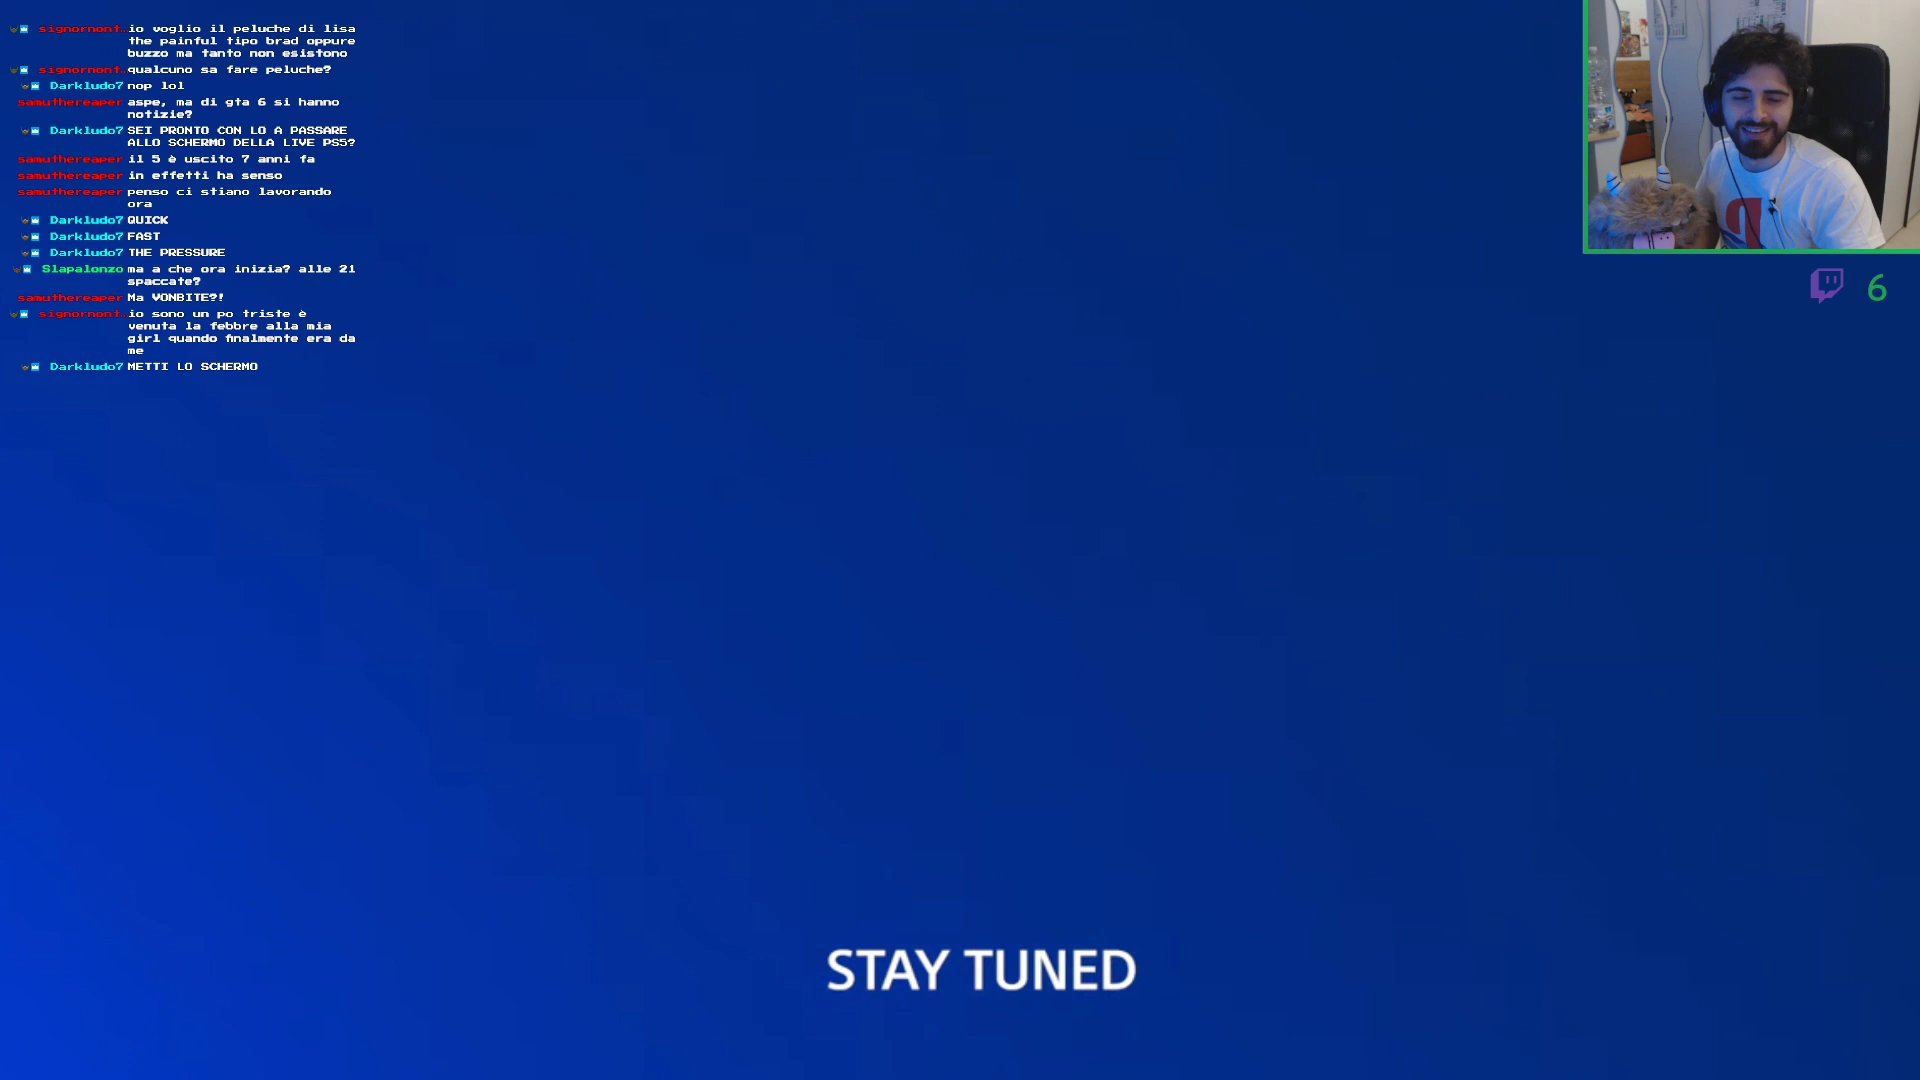 signornont..io voglio il peluche di lisa
the painful tipo brad oppure
buzzo ma tanto non esistono
signornont..qualcuno sa fare peluche?
Darkludo7 nop lol
samuthereaper aspe, ma di gta 6 si hanno
notizie?
Darkludo7 SEI PRONTO CON LO A PASSARE
ALLO SCHERMO DELLA LIVE PS5?
samuthereaper il 5 è uscito 7 anni fa
samuthereaper in effetti ha senso
samuthereaper penso ci stiano lavorando
ora
Darkludo7 QUICK
Darkludo7 FAST
Darkludo7 THE PRESSURE
Slapalonzo ma a che ora inizia? alle 21
spaccate?
samuthereaper Ma VONBITE?!
signornont..io sono un po triste è
venuta la febbre alla mia
girl quando finalmente era da
me
Darkludo7 METTI LO SCHERMO
6
STAY TUNED